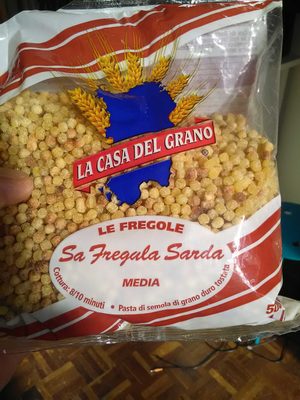 LA CASA DEL GRANO
®
LE FREGOLE
Sa Fregula Sarda
MEDIA
Cottura: 8/10 minuti • Pasta di semola di grano duro tostata